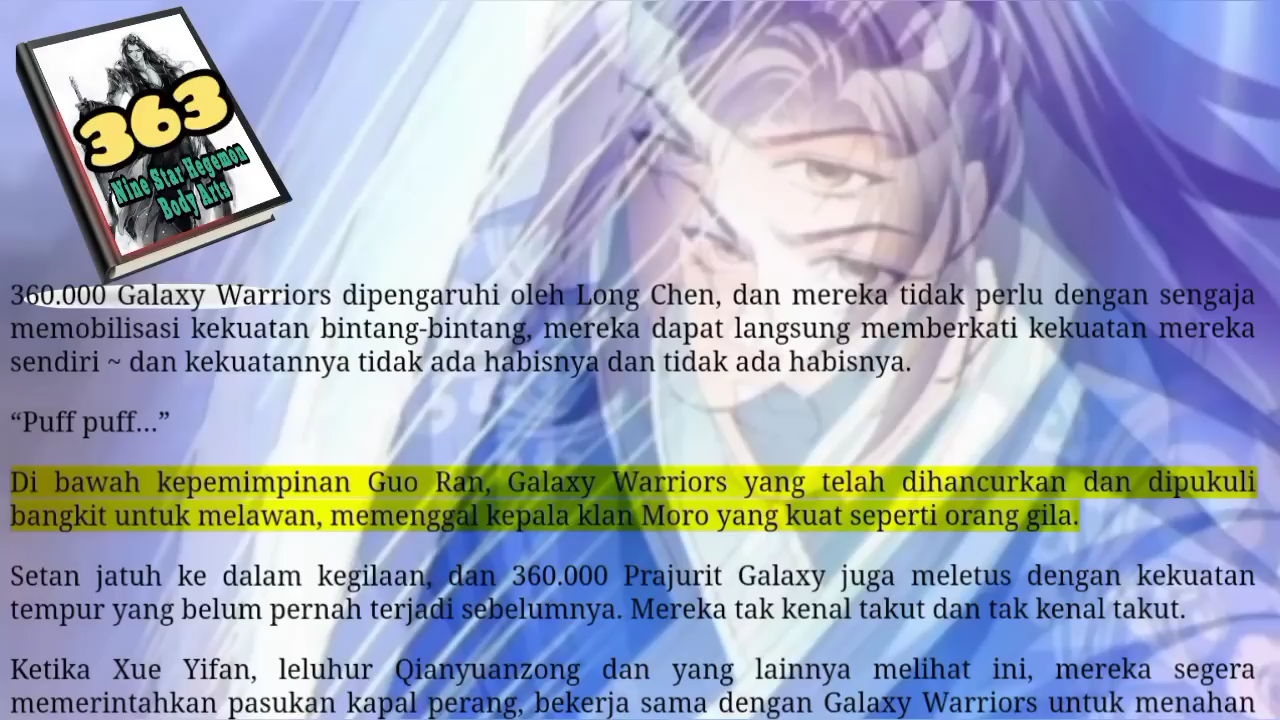 363
Nine Star Hegemon
Body Arts
360.000 Galaxy Warriors dipengaruhi oleh Long Chen, dan mereka tidak perlu dengan sengaja
memobilisasi kekuatan bintang-bintang, mereka dapat langsung memberkati kekuatan mereka
sendiri ~ dan kekuatannya tidak ada habisnya dan tidak ada habisnya.
“Puff puff…”
Di bawah kepemimpinan Guo Ran, Galaxy Warriors yang telah dihancurkan dan dipukuli
bangkit untuk melawan, memenggal kepala klan Moro yang kuat seperti orang gila.
Setan jatuh ke dalam kegilaan, dan 360.000 Prajurit Galaxy juga meletus dengan kekuatan
tempur yang belum pernah terjadi sebelumnya. Mereka tak kenal takut dan tak kenal takut.
Ketika Xue Yifan, leluhur Qianyuanzong dan yang lainnya melihat ini, mereka segera
memerintahkan pasukan kapal perang, bekerja sama dengan Galaxy Warriors untuk menahan